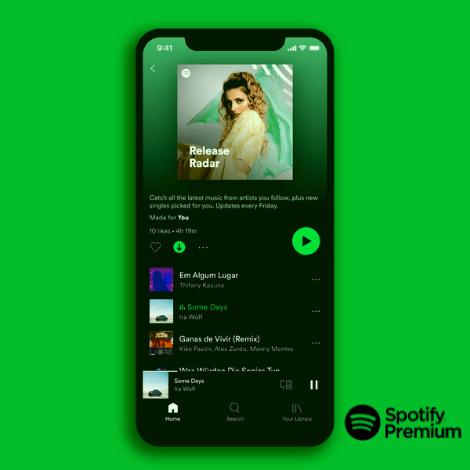 9:41
Release
Radar
Catch all the latest music from artists you follow, plus new
singles picked for you. Updates every Friday.
Made for You
10 likes • 4h 19m
Em Algum Lugar
Thifany Kauany
Some Days
Ira Wolf
Ganas de Vivir (Remix)
Kike Pavón, Alex Zurdo, Manny Montes
Was Würden Die Sagies Tun
Some Days
Ira Wolf
Home
Search
Your Library
Spotify
Premium